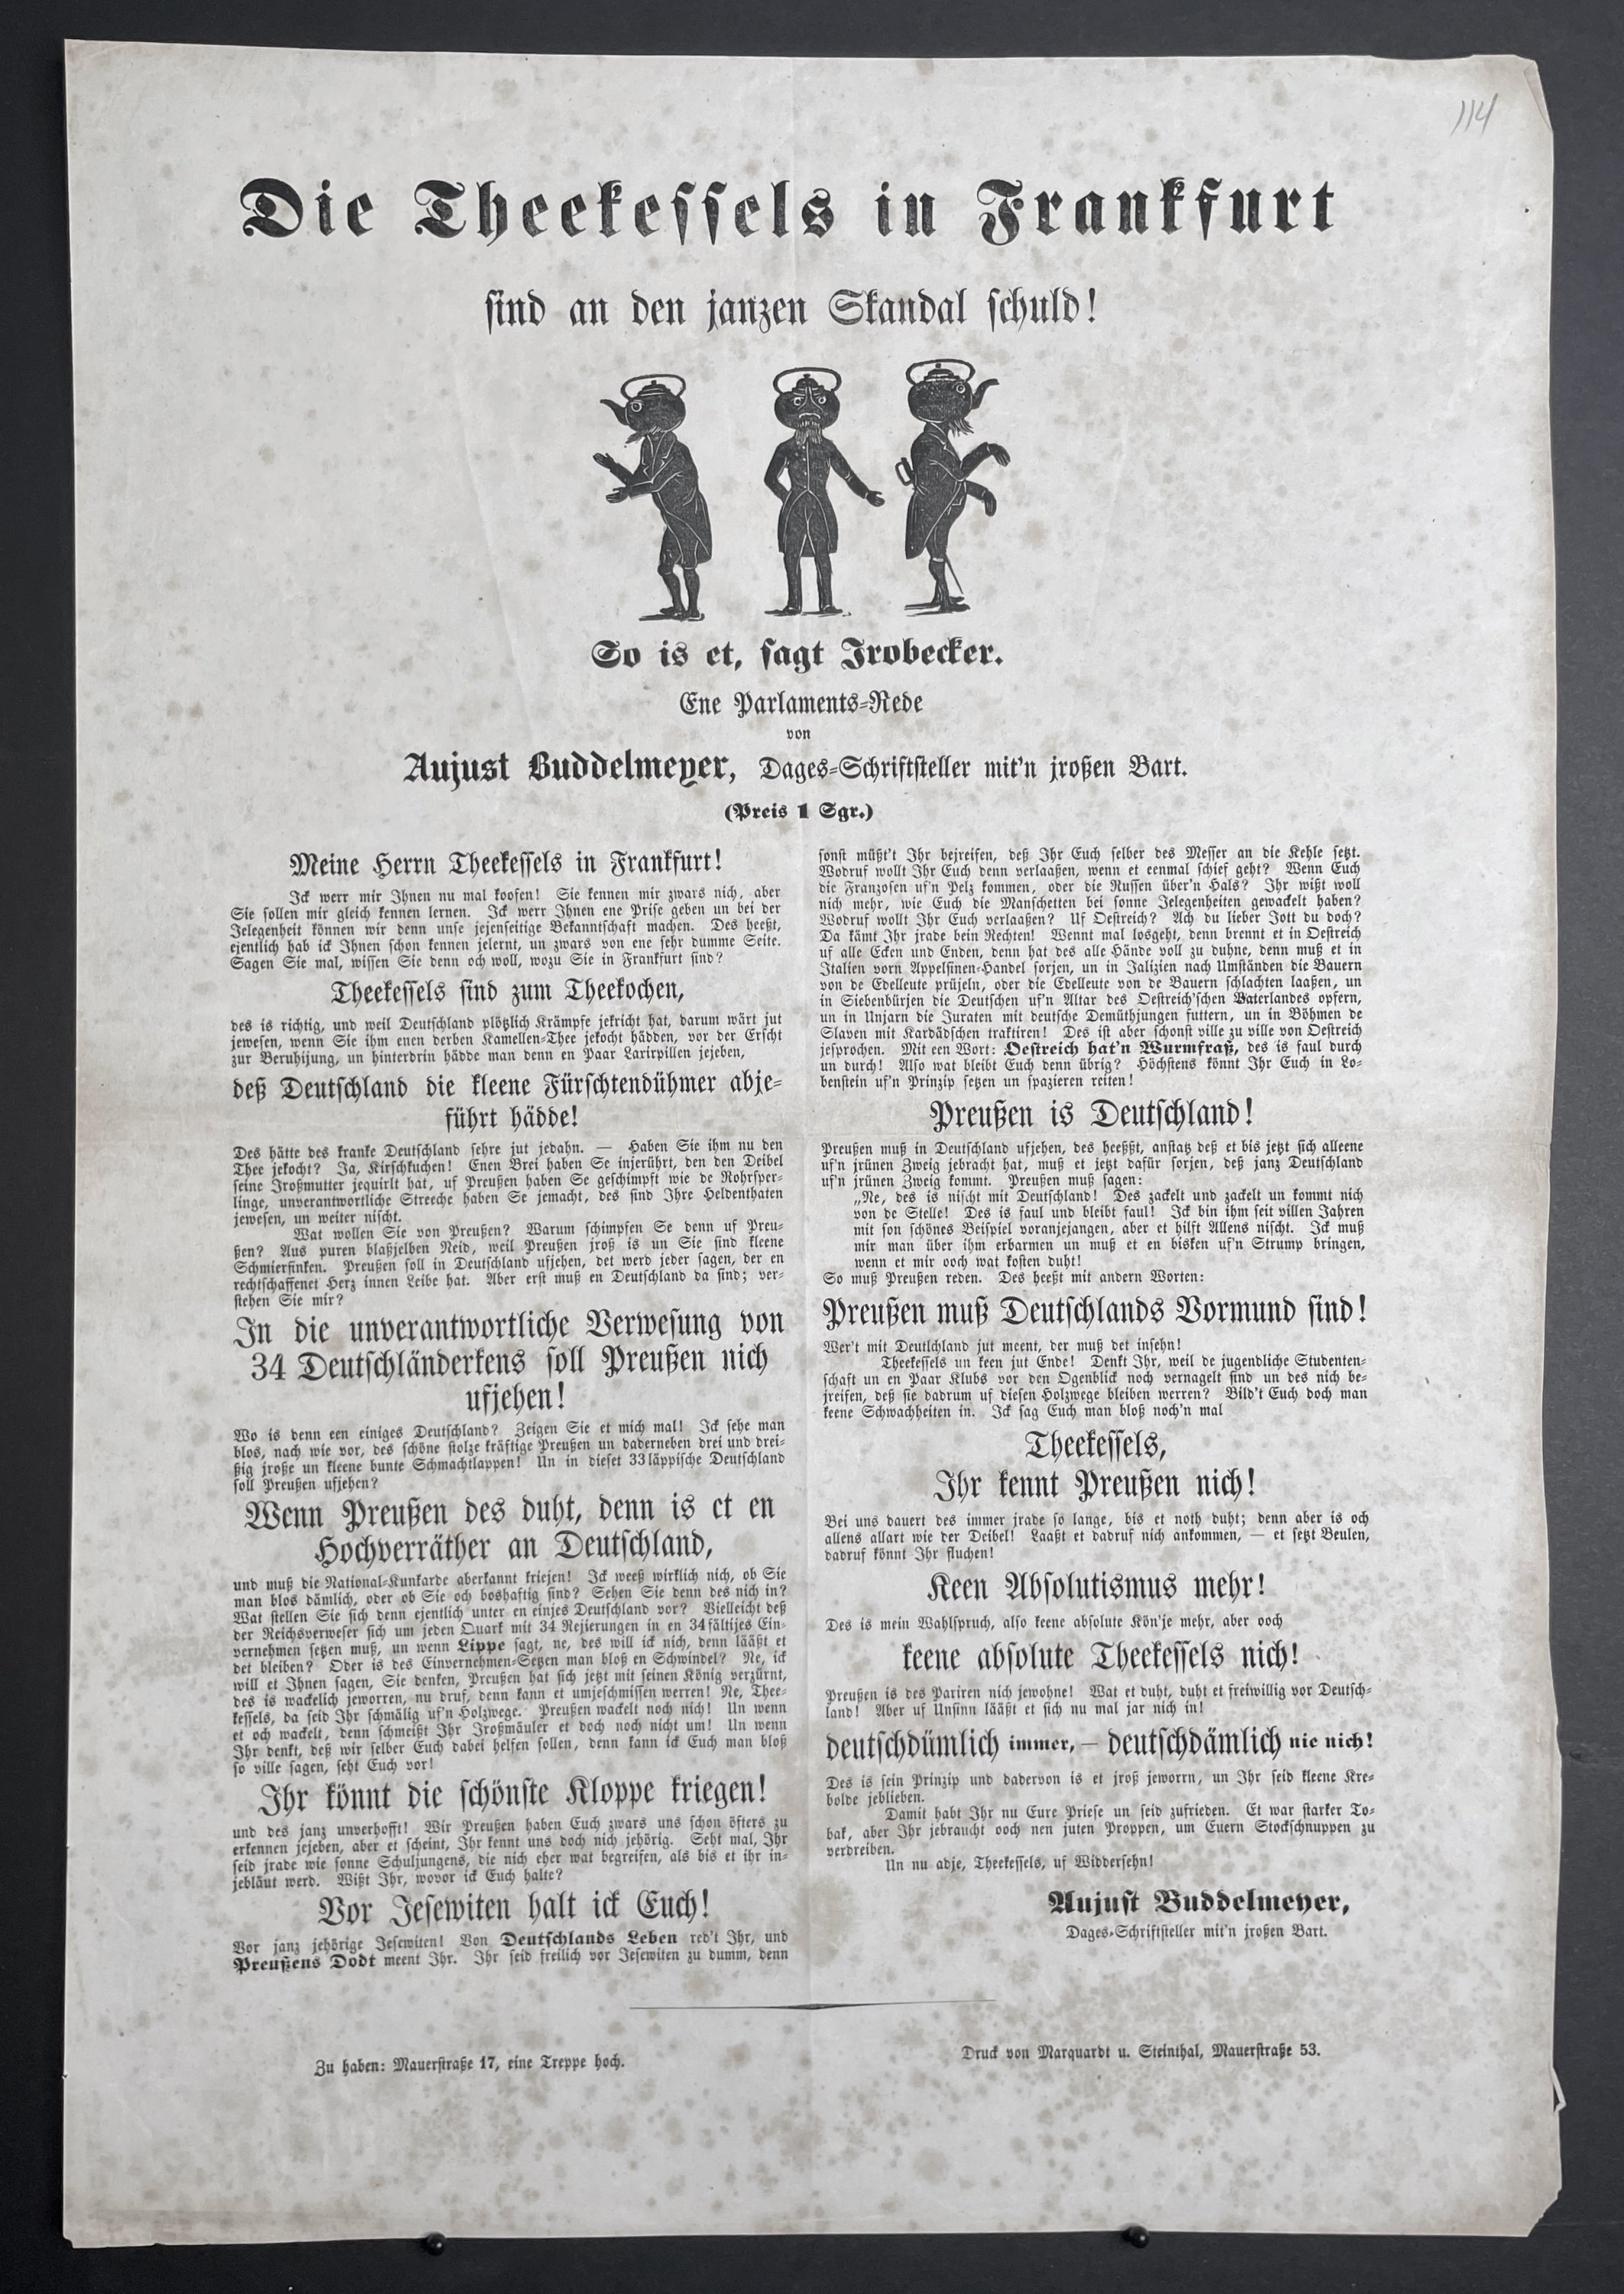 114
Die Theekessels in Frankfurt
sind an den janzen Skandal schuld!
So is et, sagt Irobecker.
Ene Parlaments-Rede
von
Aujust Buddelmeyer, Dages-Schriftsteller mit'n jroßen Bart.
(Preis 1 Sgr.)
Meine Herrn Theekessels in Frankfurt!
Ick werr mir Ihnen nu mal koofen! Sie kennen mir zwars nich, aber
Sie sollen mir gleich kennen lernen. Ick werr Ihnen ene Prise geben un bei der
Jelegenheit können wir denn unse jejenseitige Bekanntschaft machen. Des heeßt,
ejentlich hab ick Ihnen schon kennen jelernt, un zwars von ene sehr dumme Seite.
Sagen Sie mal, wissen Sie denn och woll, wozu Sie in Frankfurt sind?
Theekessels sind zum Theekochen,
des is richtig, und weil Deutschland plötzlich Krämpfe jekricht hat, darum wärt jut
jewesen, wenn Sie ihm enen derben Kamellen-Thee jekocht hädden, vor der Erscht
zur Beruhijung, un hinterdrin hädde man denn en Paar Larirpillen jejeben,
deß Deutschland die kleene Fürschtendühmer abje-
führt hädde!
Des hätte des kranke Deutschland sehre jut jedahn. — Haben Sie ihm nu den
Thee jekocht? Ja, Kirschkuchen! Enen Brei haben Se injerührt, den den Deibel
seine Jroßmutter jequirlt hat, uf Preußen haben Se geschimpft wie de Rohrsper-
linge, unverantwortliche Streeche haben Se jemacht, des sind Ihre Heldenthaten
jewesen, un weiter nischt.
Wat wollen Sie von Preußen? Warum schimpfen Se denn uf Preu-
ßen? Aus puren blaßjelben Neid, weil Preußen jroß is un Sie sind kleene
Schmierfinken. Preußen soll in Deutschland ufjehen, det werd jeder sagen, der en
rechtschaffenet Herz innen Leibe hat. Aber erst muß en Deutschland da sind; ver-
stehen Sie mir?
In die unverantwortliche Verwesung von
34 Deutschländerkens soll Preußen nich
ufjehen!
Wo is denn een einiges Deutschland? Zeigen Sie et mich mal! Ick sehe man
blos, nach wie vor, des schöne stolze kräftige Preußen un daderneben drei und drei-
ßig jroße un kleene bunte Schmachtlappen! Un in dieset 33 läppische Deutschland
soll Preußen ufjehen?
Wenn Preußen des duht, denn is et en
Hochverräther an Deutschland,
und muß die National-Kunkarde aberkannt kriejen! Ick weeß wirklich nich, ob Sie
man blos dämlich, oder ob Sie och boshaftig sind? Sehen Sie denn des nich in?
Wat stellen Sie sich denn ejentlich unter en einjes Deutschland vor? Vielleicht deß
der Reichsverweser sich um jeden Quark mit 34 Rejierungen in en 34fältijes Ein-
vernehmen setzen muß, un wenn Lippe sagt, ne, des will ick nich, denn lääßt et
det bleiben? Oder is des Einvernehmen-Setzen man bloß en Schwindel? Ne, ick
will et Ihnen sagen, Sie denken, Preußen hat sich jetzt mit seinen König verzürnt,
des is wackelich jeworren, nu druf, denn kann et umjeschmissen werren! Ne, Thee-
kessels, da seid Ihr schmälig uf'n Holzwege. Preußen wackelt noch nich! Un wenn
et och wackelt, denn schmeißt Ihr Jroßmäuler et doch noch nicht um! Un wenn
Ihr denkt, deß wir selber Euch dabei helfen sollen, denn kann ick Euch man bloß
so ville sagen, seht Euch vor!
Ihr könnt die schönste Kloppe kriegen!
und des janz unverhofft! Wir Preußen haben Euch zwars uns schon öfters zu
erkennen jejeben, aber et scheint, Ihr kennt uns doch nich jehörig. Seht mal, Ihr
seid jrade wie sonne Schuljungens, die nich eher wat begreifen, als bis et ihr in-
jebläut werd. Wißt Ihr, wovor ick Euch halte?
Vor Jesewiten halt ick Euch!
Vor janz jehörige Jesewiten! Von Deutschlands Leben red't Ihr, und
Preußens Dodt meent Ihr. Ihr seid freilich vor Jesewiten zu dumm, denn
sonst müßt't Ihr bejreifen, deß Ihr Euch selber des Messer an die Kehle setzt.
Wodruf wollt Ihr Euch denn verlaaßen, wenn et eenmal schief geht? Wenn Euch
die Franzosen uf'n Pelz kommen, oder die Russen über'n Hals? Ihr wißt woll
nich mehr, wie Euch die Manschetten bei sonne Jelegenheiten gewackelt haben?
Wodruf wollt Ihr Euch verlaaßen? Uf Oestreich? Ach du lieber Jott du doch?
Da kämt Ihr jrade bein Rechten! Wennt mal losgeht, denn brennt et in Oestreich
uf alle Ecken und Enden, denn hat des alle Hände voll zu duhne, denn muß et in
Italien vorn Appelsinen-Handel sorjen, un in Jalizien nach Umständen die Bauern
von de Edelleute prüjeln, oder die Edelleute von de Bauern schlachten laaßen, un
in Siebenbürjen die Deutschen uf'n Altar des Oestreich'schen Vaterlandes opfern,
un in Unjarn die Juraten mit deutsche Demüthjungen futtern, un in Böhmen de
Slaven mit Kardädschen traktiren! Des ist aber schonst ville zu ville von Oestreich
jesprochen. Mit een Wort: Oestreich hat'n Wurmfraß, des is faul durch
un durch! Also wat bleibt Euch denn übrig? Höchstens könnt Ihr Euch in Lo-
benstein uf'n Prinzip setzen un spazieren reiten!
Preußen is Deutschland!
Preußen muß in Deutschland ufjehen, des heeßßt, anstatz deß et bis jetzt sich alleene
uf'n jrünen Zweig jebracht hat, muß et jetzt dafür sorjen, deß janz Deutschland
uf'n jrünen Zweig kommt. Preußen muß sagen:
„Ne, des is nischt mit Deutschland! Des zackelt und zackelt un kommt nich
von de Stelle! Des is faul und bleibt faul! Ick bin ihm seit villen Jahren
mit son schönes Beispiel voranjejangen, aber et hilft Allens nischt. Ick muß
mir man über ihm erbarmen un muß et en bisken uf'n Strump bringen,
wenn et mir ooch wat kosten duht!
So muß Preußen reden. Des heeßt mit andern Worten:
Preußen muß Deutschlands Vormund sind!
Wer't mit Deutlchland jut meent, der muß det insehn!
Theekessels un keen jut Ende! Denkt Ihr, weil de jugendliche Studenten-
schaft un en Paar Klubs vor den Ogenblick noch vernagelt sind un des nich be-
jreifen, deß sie dadrum uf diesen Holzwege bleiben werren? Bild't Euch doch man
keene Schwachheiten in. Ick sag Euch man bloß noch'n mal
Theekessels,
Ihr kennt Preußen nich!
Bei uns dauert des immer jrade so lange, bis et noth duht; denn aber is och
allens allart wie der Deibel! Laaßt et dadruf nich ankommen, — et setzt Beulen,
dadruf könnt Ihr fluchen!
Keen Absolutismus mehr!
Des is mein Wahlspruch, also keene absolute Kön'je mehr, aber ooch
keene absolute Theekessels nich!
Preußen is des Pariren nich jewohne! Wat et duht, duht et freiwillig vor Deutsch-
land! Aber uf Unsinn lääßt et sich nu mal jar nich in!
deutschdümlich immer, — deutschdämlich nie nich!
Des is sein Prinzip und dadervon is et jroß jeworrn, un Ihr seid kleene Kre-
bolde jeblieben.
Damit habt Ihr nu Eure Priese un seid zufrieden. Et war starker To-
bak, aber Ihr jebraucht ooch nen juten Proppen, um Euern Stockschnuppen zu
verdreiben.
Un nu adje, Theekessels, uf Widdersehn!
Aujust Buddelmeyer,
Dages-Schriftsteller mit'n jroßen Bart.
Zu haben: Mauerstraße 17, eine Treppe hoch.
Druck von Marquardt u. Steinthal, Mauerstraße 53.